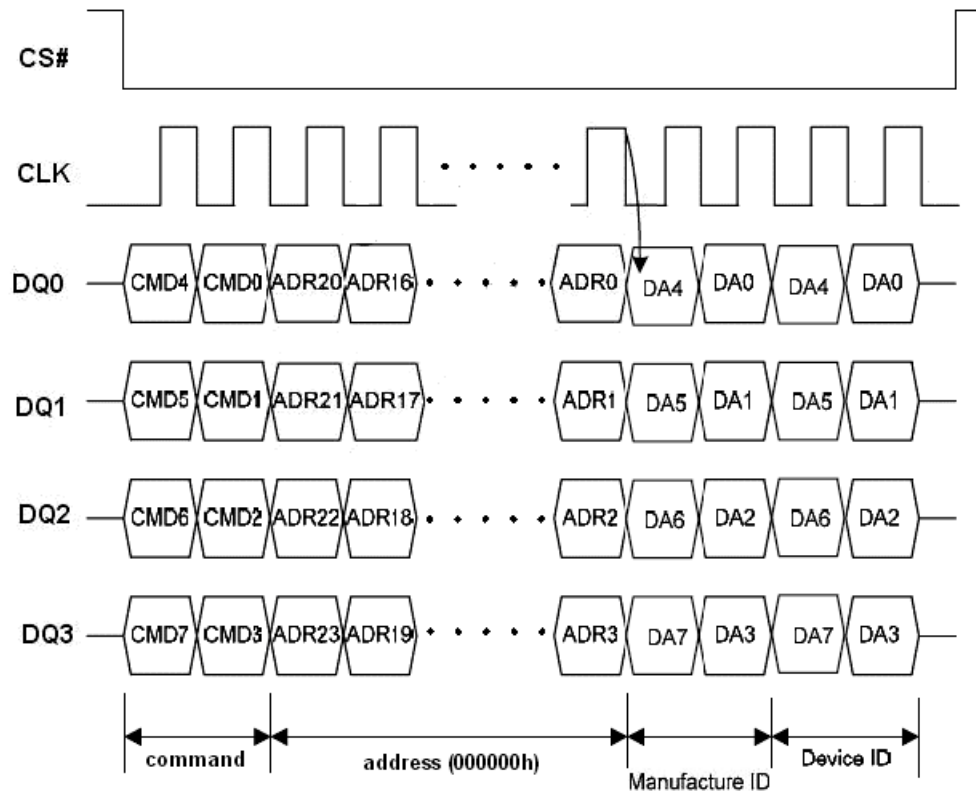 CS#
CLK
DQ0 CMD4 CMD0 ADR20 ADR16 ADR0 DA4 DA0 DA4 DA0
DQ1 CMD5 CMD1 ADR21 ADR17 ADR1 DA5 DA1 DA5 DA1
DQ2 CMD6 CMD2 ADR22 ADR18 ADR2 DA6 DA2 DA6 DA2
DQ3 CMD7 CMD3 ADR23 ADR19 ADR3 DA7 DA3 DA7 DA3
command address (000000h) Manufacture ID Device ID